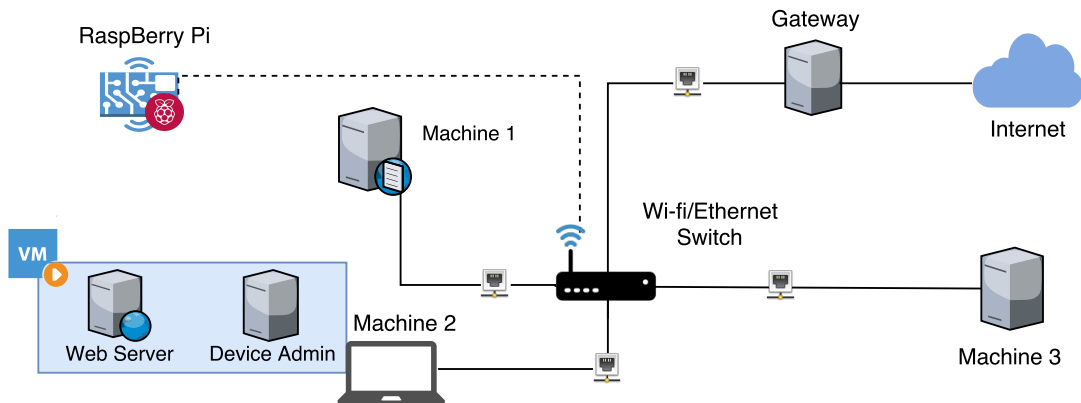 Gateway
RaspBerry Pi
Machine 1
Internet
Wi-fi/Ethernet
Switch
VM
Machine 2
Web Server
Device Admin
Machine 3